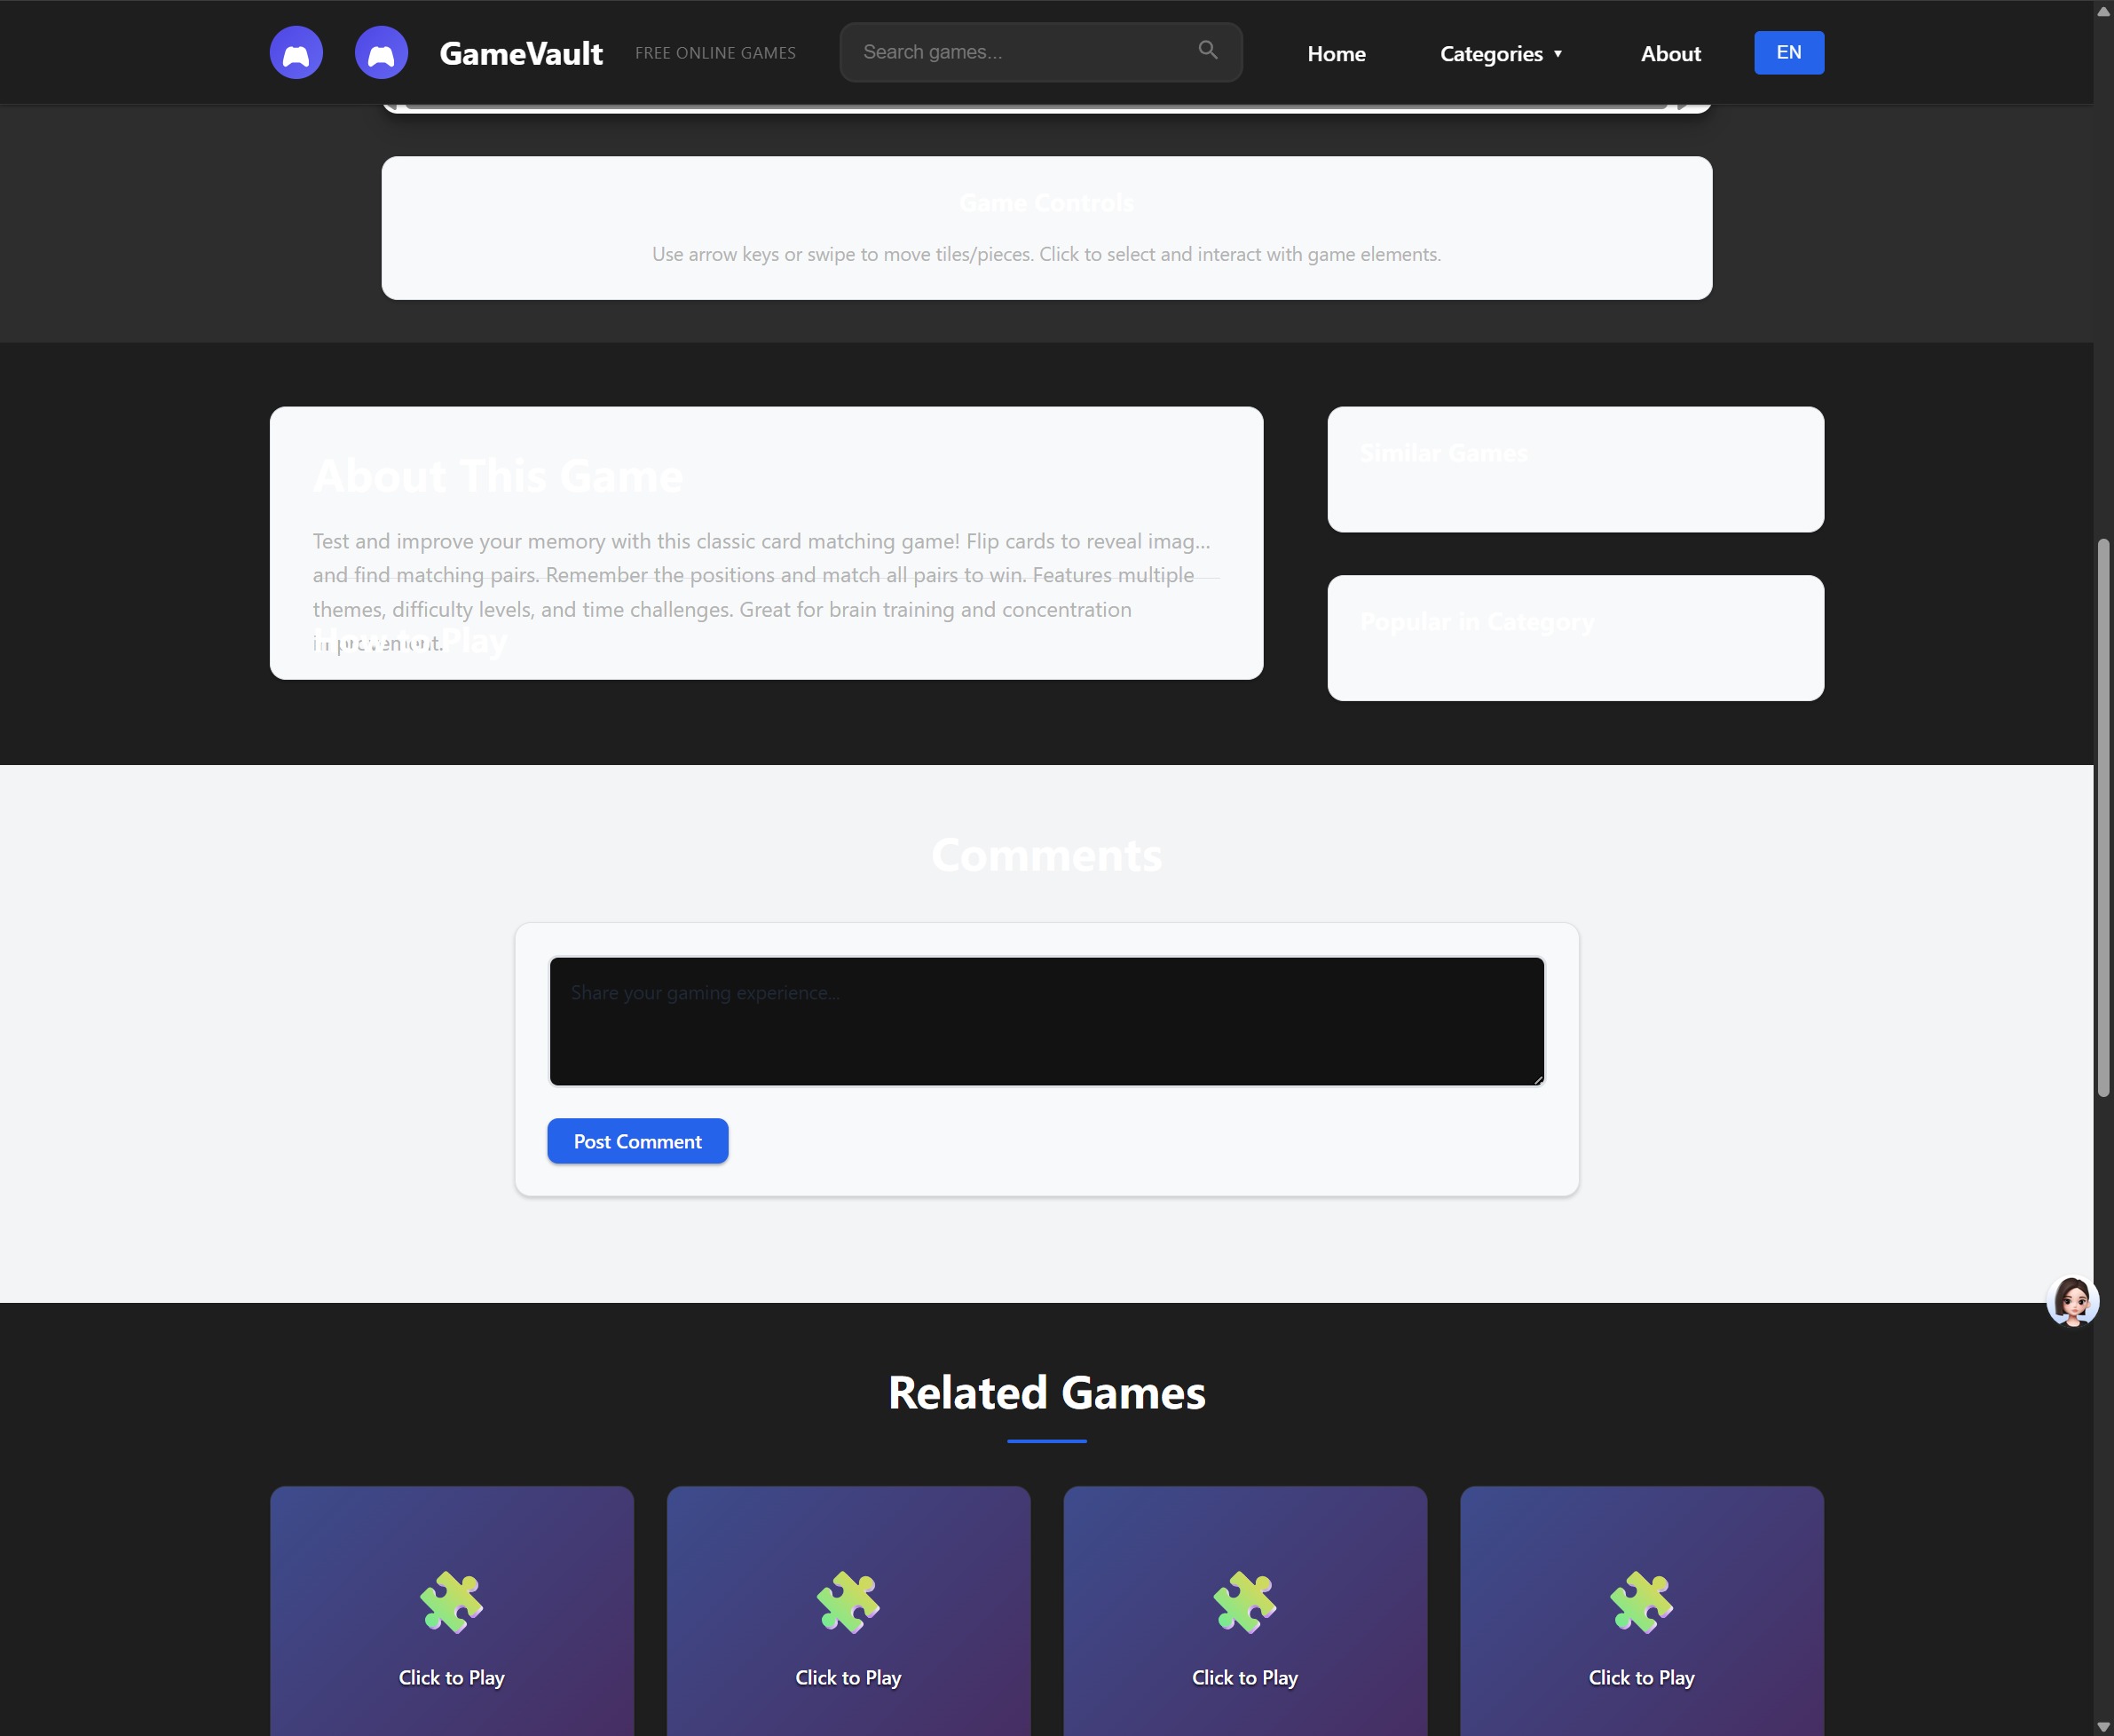 GameVault
FREE ONLINE GAMES
Search games...
Home
Categories ▼
About
EN
Game Controls
Use arrow keys or swipe to move tiles/pieces. Click to select and interact with game elements.
About This Game
Test and improve your memory with this classic card matching game! Flip cards to reveal imag...
and find matching pairs. Remember the positions and match all pairs to win. Features multiple
themes, difficulty levels, and time challenges. Great for brain training and concentration
improvement.
How to Play
Similar Games
Popular in Category
Comments
Share your gaming experience...
Post Comment
Related Games
Click to Play
Click to Play
Click to Play
Click to Play